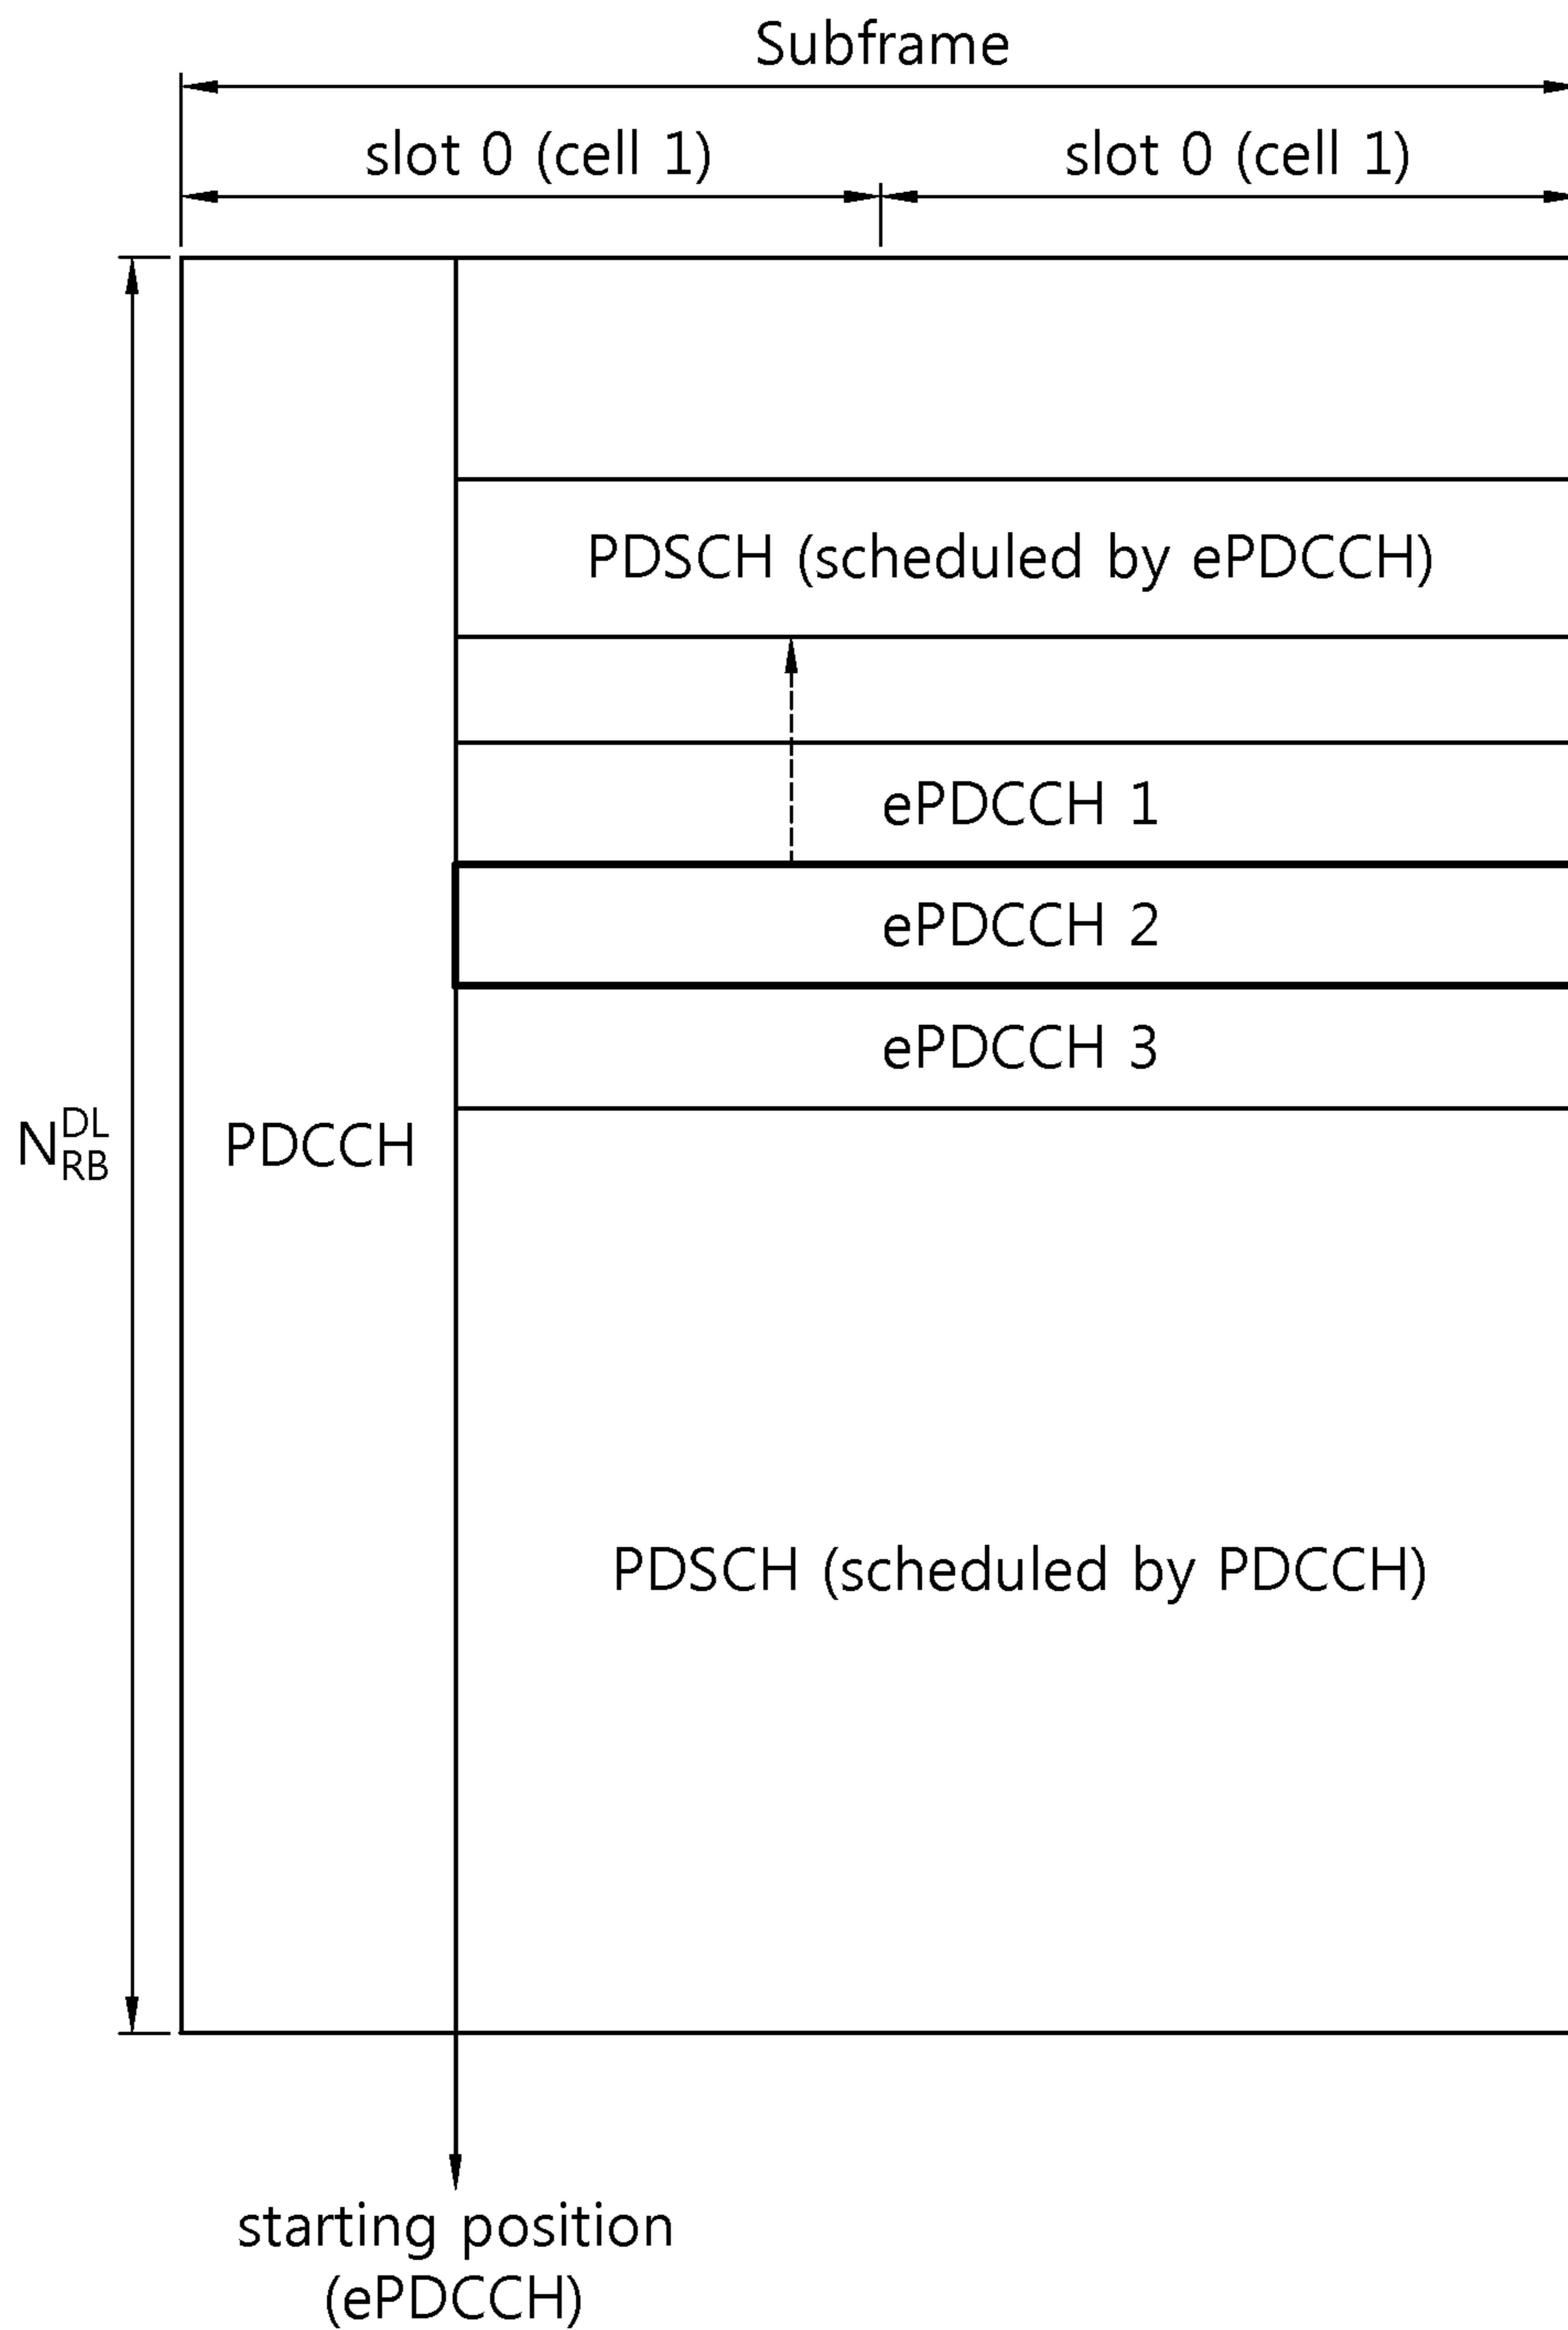 Subframe
slot 0 (cell 1) slot 0 (cell 1)
PDSCH (scheduled by ePDCCH)
ePDCCH 1
ePDCCH 2
ePDCCH 3
N DL RB
PDCCH
PDSCH (scheduled by PDCCH)
starting position
(ePDCCH)